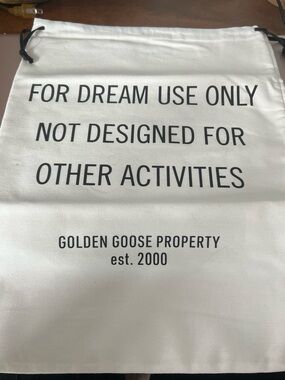 FOR DREAM USE ONLY
NOT DESIGNED FOR
OTHER ACTIVITIES
GOLDEN GOOSE PROPERTY
est. 2000